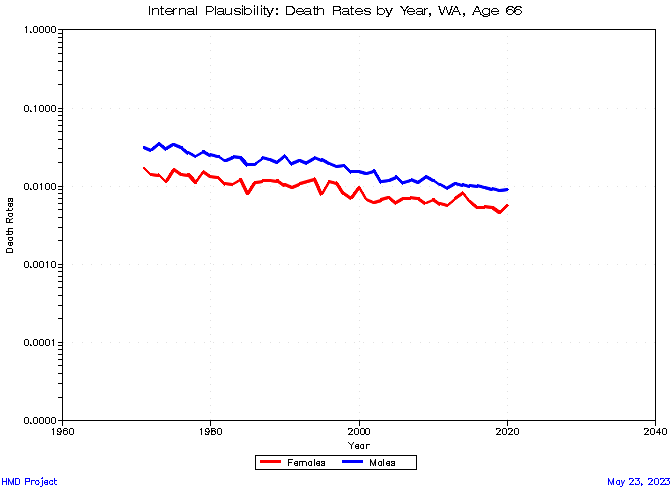 Internal Plausibility: Death Rates by Year, WA, Age 66
1.0000
0.1000
0.0100
0.0010
0.0001
0.0000
Death Rates
1960
1980
2000
2020
2040
Year
Females
Males
HMD Project
May 23, 2023